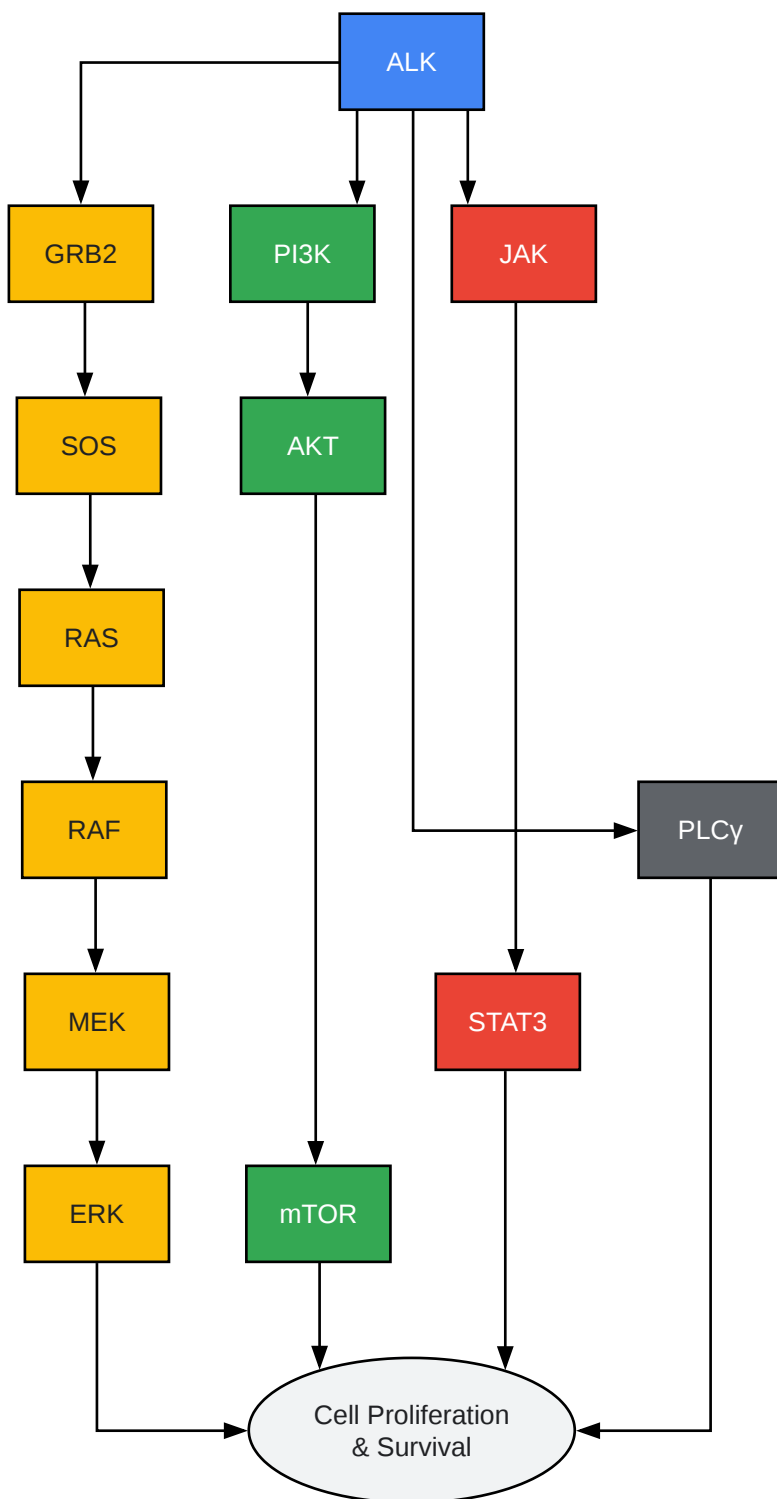 ALK
GRB2
PI3K
JAK
SOS
AKT
RAS
RAF
PLCγ
MEK
STAT3
ERK
mTOR
Cell Proliferation
& Survival